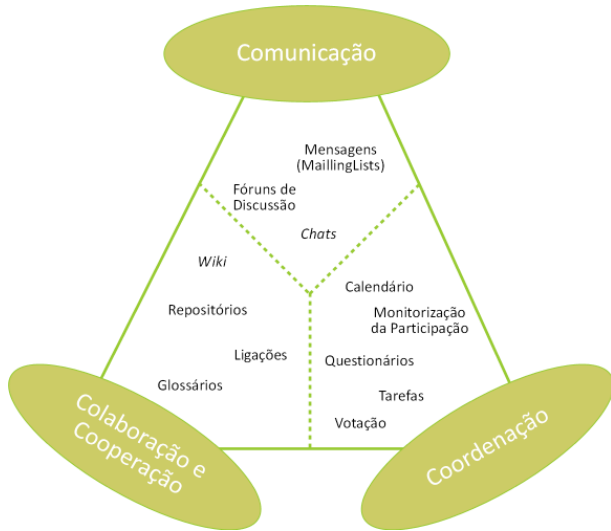 Comunicação
Mensagens
(MaillingLists)
Fóruns de
Discussão
Chats
Wiki
Repositórios
Ligações
Glossários
Calendário
Monitorização
da Participação
Questionários
Tarefas
Votação
Colaboração e
Cooperação
Coordenação